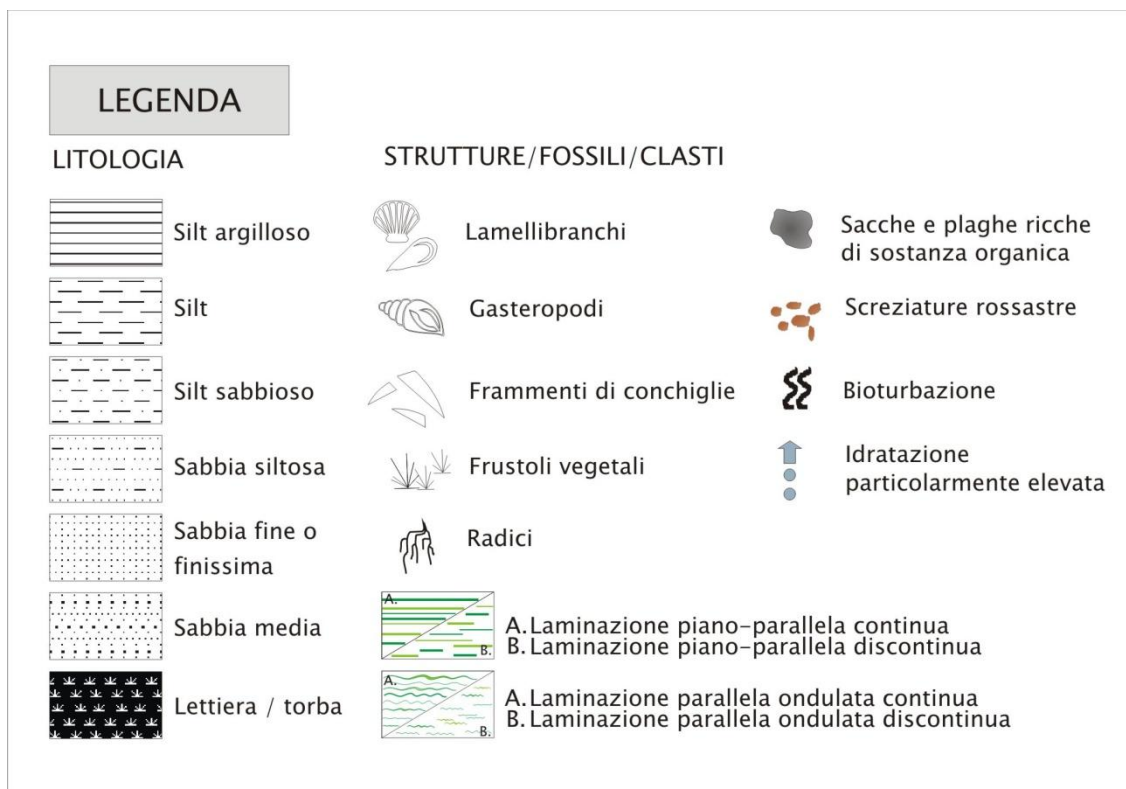 LEGENDA
LITOLOGIA
Silt argilloso
Silt
Silt sabbioso
Sabbia siltosa
Sabbia fine o
finissima
Sabbia media
Lettiera / torba
STRUTTURE/FOSSILI/CLASTI
Lamellibranchi
Gasteropodi
Frammenti di conchiglie
Frustoli vegetali
Radici
A.
B.
A. Laminazione piano-parallela continua
B. Laminazione piano-parallela discontinua
A.
B.
A. Laminazione parallela ondulata continua
B. Laminazione parallela ondulata discontinua
Sacche e plaghe ricche
di sostanza organica
Screziature rossastre
Bioturbazione
Idratazione
particolarmente elevata